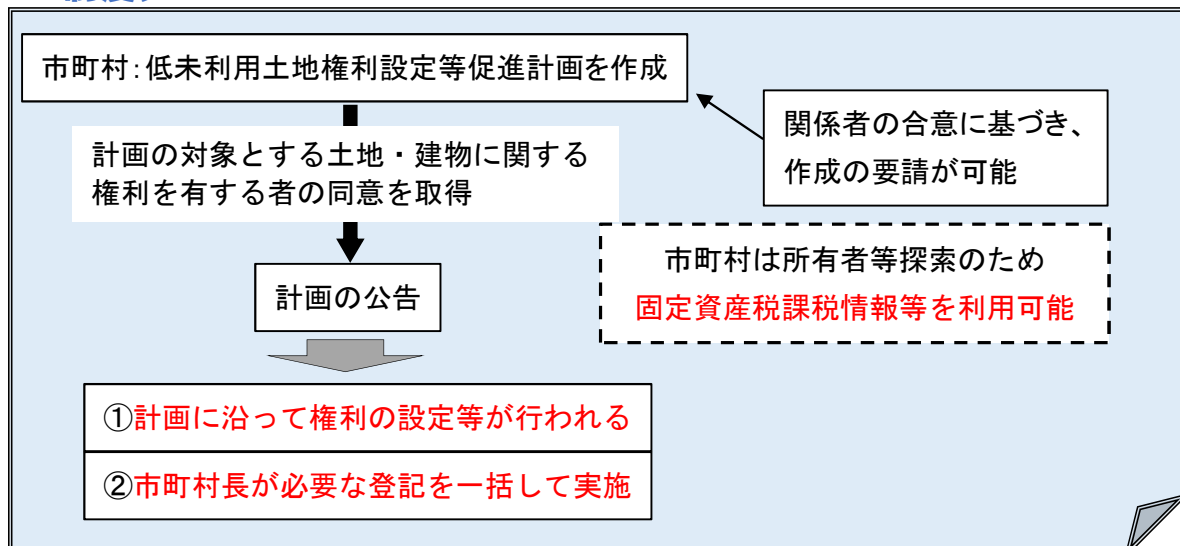 市町村：低未利用土地権利設定等促進計画を作成
関係者の合意に基づき、
作成の要請が可能
計画の対象とする土地・建物に関する
権利を有する者の同意を取得
市町村は所有者等探索のため
固定資産税課税情報等を利用可能
計画の公告
①計画に沿って権利の設定等が行われる
②市町村長が必要な登記を一括して実施